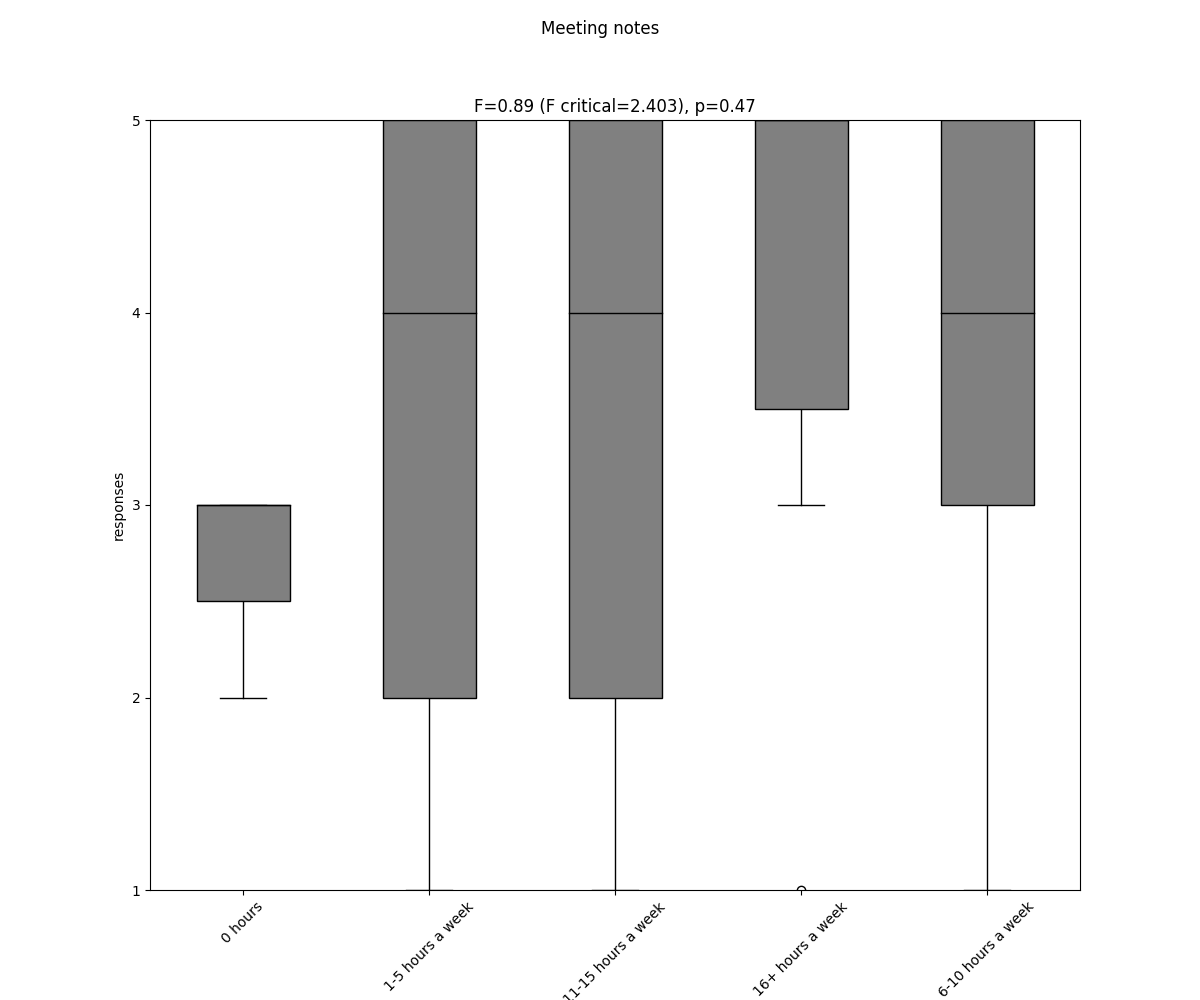 Meeting notes
F=0.89 (F critical=2.403), p=0.47
5
4
3
2
1
responses
0 hours
1-5 hours a week
11-15 hours a week
16+ hours a week
6-10 hours a week